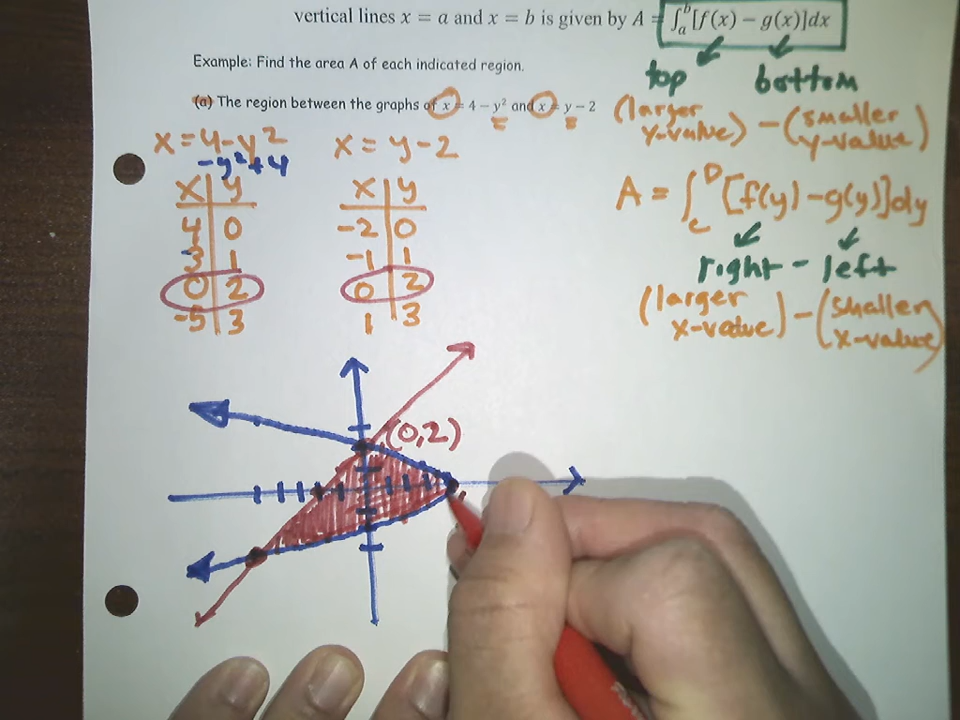 vertical lines x = a and x = b is given by A = ∫ₐᵇ [f(x) − g(x)]dx
Example: Find the area A of each indicated region.
top bottom
(a) The region between the graphs of x = 4 − y² and x = y − 2
(larger y-value) − (smaller y-value)
x = 4 − y²
−y² + 4
x = y − 2
x y
4 0
3 1
0 2
−5 3
x y
−2 0
−1 1
0 2
1 3
A = ∫_c^D [f(y) − g(y)]dy
right − left
(larger x-value) − (smaller x-value)
(0,2)